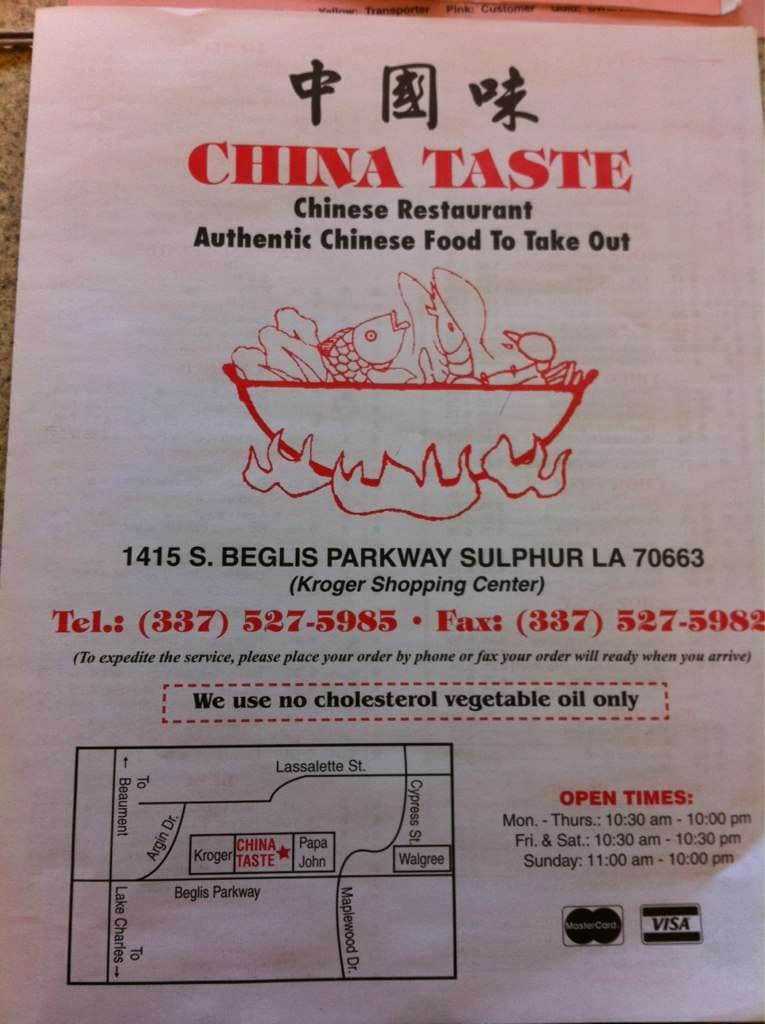 Yellow: Transporter Pink: Customer
中國味
CHINA TASTE
Chinese Restaurant
Authentic Chinese Food To Take Out
1415 S. BEGLIS PARKWAY SULPHUR LA 70663
(Kroger Shopping Center)
Tel.: (337) 527-5985 • Fax: (337) 527-5982
(To expedite the service, please place your order by phone or fax your order will ready when you arrive)
We use no cholesterol vegetable oil only
Lassalette St.
← To Beaument
Argin Dr.
Cypress St.
Kroger
CHINA TASTE
Papa John
Walgree
Beglis Parkway
To Lake Charles →
Maplewood Dr.
OPEN TIMES:
Mon. - Thurs.: 10:30 am - 10:00 pm
Fri. & Sat.: 10:30 am - 10:30 pm
Sunday: 11:00 am - 10:00 pm
MasterCard
VISA